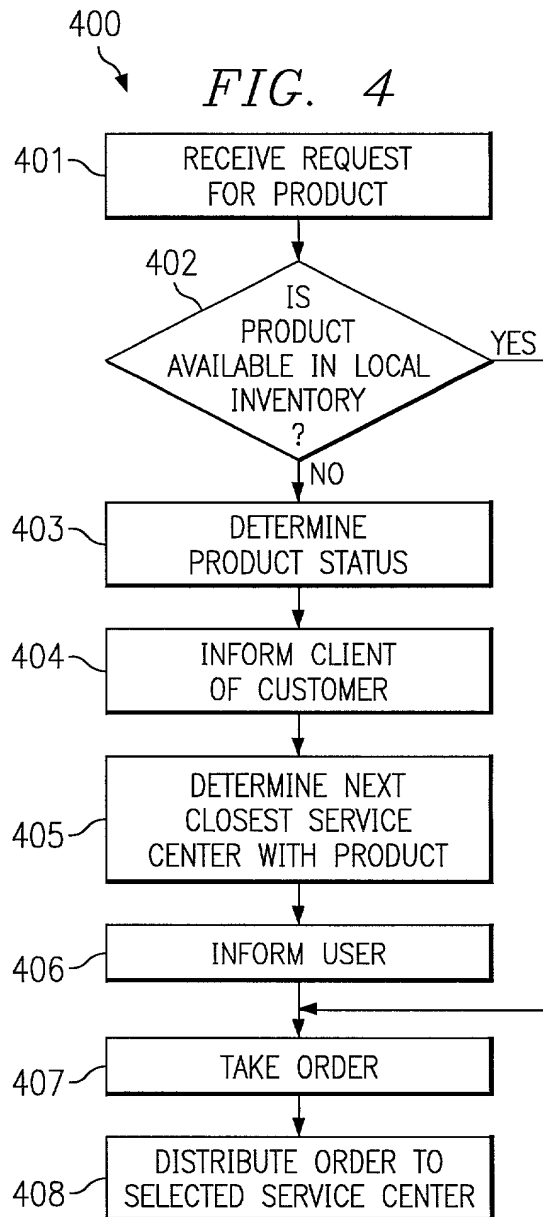 400
FIG. 4
401
RECEIVE REQUEST
FOR PRODUCT
402
IS
PRODUCT
AVAILABLE IN LOCAL
INVENTORY
?
YES
NO
403
DETERMINE
PRODUCT STATUS
404
INFORM CLIENT
OF CUSTOMER
405
DETERMINE NEXT
CLOSEST SERVICE
CENTER WITH PRODUCT
406
INFORM USER
407
TAKE ORDER
408
DISTRIBUTE ORDER TO
SELECTED SERVICE CENTER